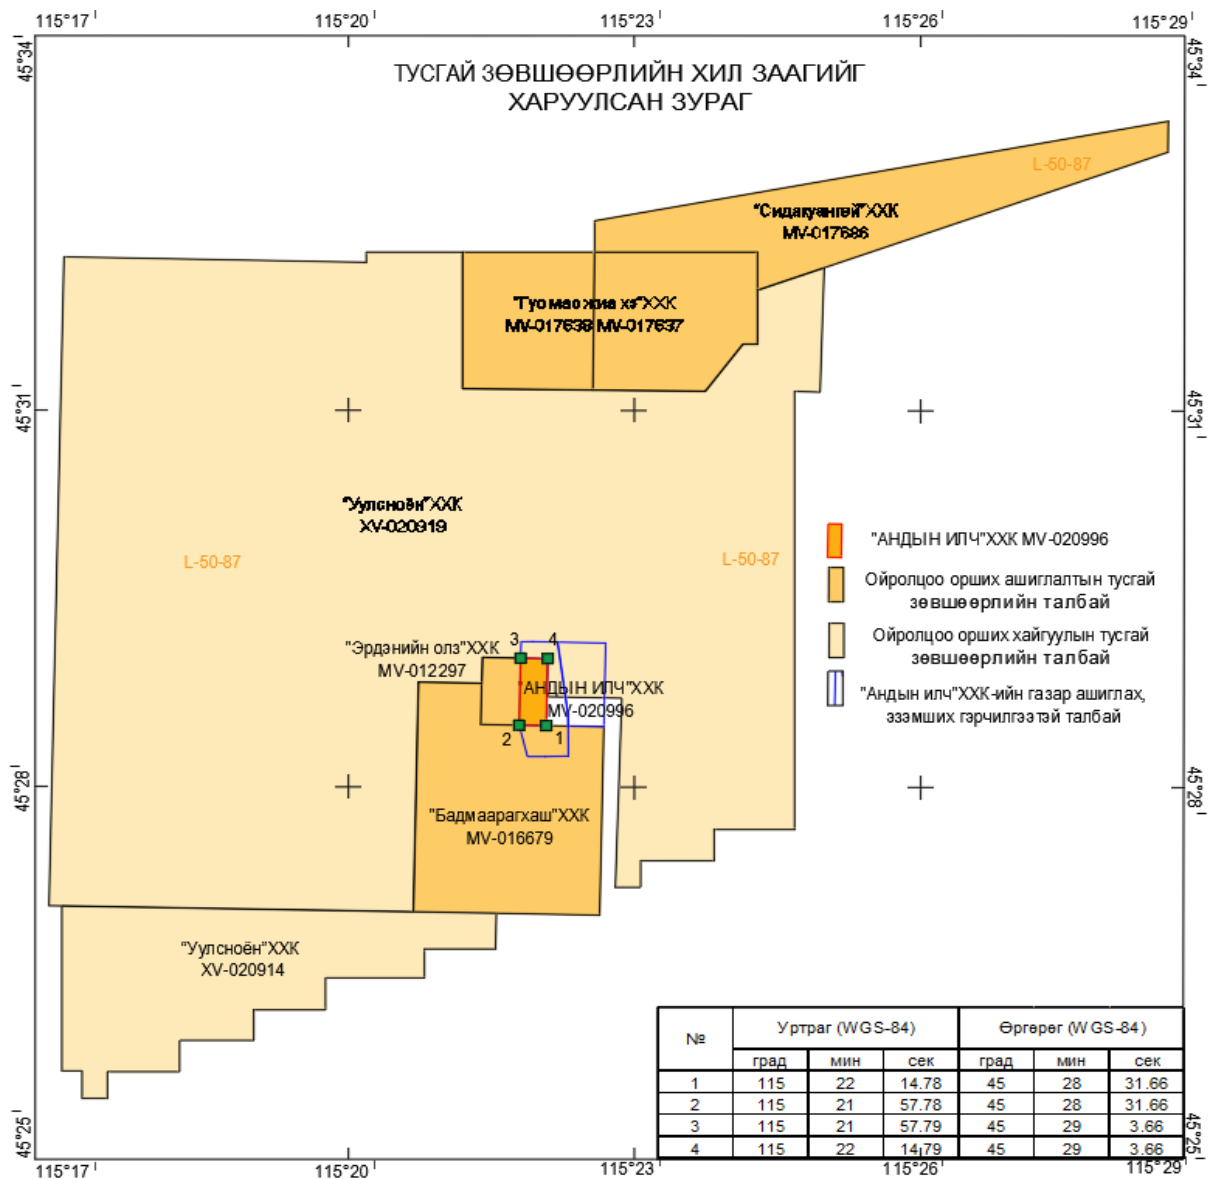 115°17'
115°20'
115°23'
115°26'
115°29'
45°34'
45°34'
ТУСГАЙ ЗӨВШӨӨРЛИЙН ХИЛ ЗААГИЙГ
ХАРУУЛСАН ЗУРАГ
L-50-87
"Сидакуангей"ХХК
MV-017686
"Гуо мао жиа хэ"ХХК
MV-017638 MV-017637
45°31'
45°31'
"Уулсноён"ХХК
XV-020919
L-50-87
L-50-87
"АНДЫН ИЛЧ"ХХК MV-020996
Ойролцоо орших ашиглалтын тусгай
зөвшөөрлийн талбай
Ойролцоо орших хайгуулын тусгай
зөвшөөрлийн талбай
"Андын илч"ХХК-ийн газар ашиглах,
эзэмших гэрчилгээтэй талбай
3
4
"Эрдэнийн олз"ХХК
MV-012297
"АНДЫН ИЛЧ"ХХК
MV-020996
2
1
45°28'
45°28'
"Бадмаарагхаш"ХХК
MV-016679
"Уулсноён"ХХК
XV-020914
№ Уртраг (WGS-84) Өргөрөг (WGS-84)
град мин сек град мин сек
1 115 22 14.78 45 28 31.66
2 115 21 57.78 45 28 31.66
3 115 21 57.79 45 29 3.66
4 115 22 14.79 45 29 3.66
45°25'
45°25'
115°17'
115°20'
115°23'
115°26'
115°29'